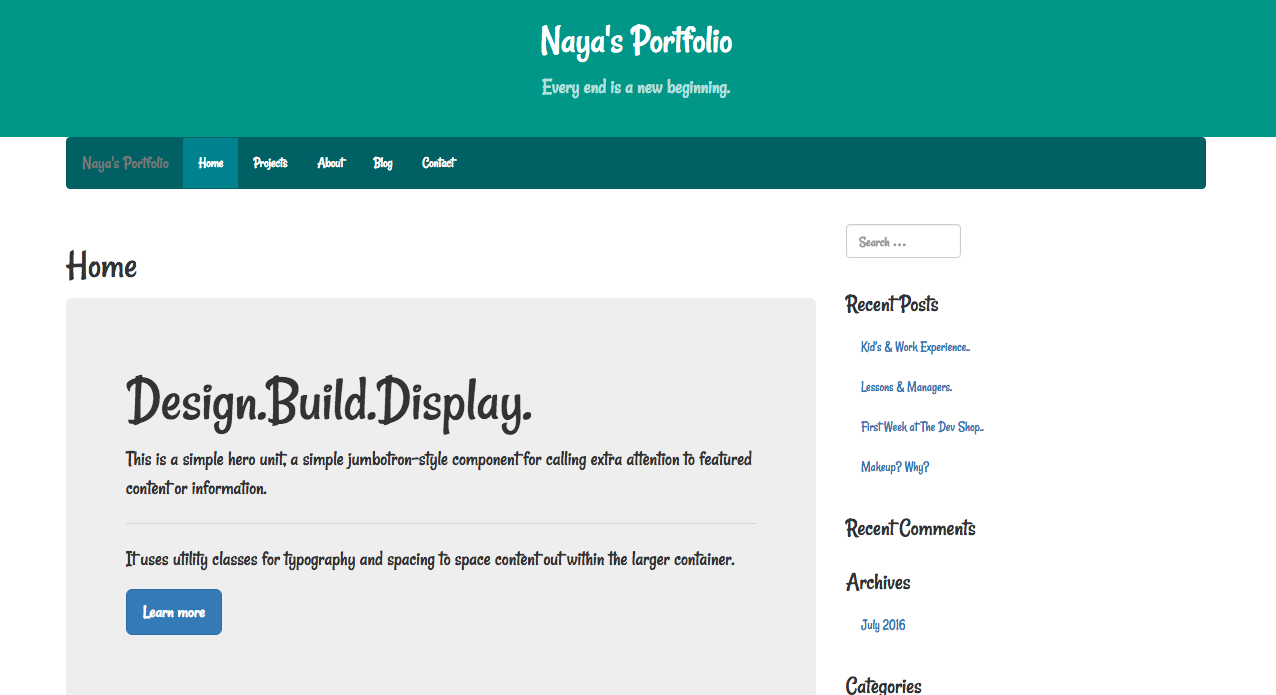 Naya's Portfolio
Every end is a new beginning.
Naya's Portfolio Home Projects About Blog Contact
Home
Design.Build.Display.
This is a simple hero unit, a simple jumbotron-style component for calling extra attention to featured
content or information.
It uses utility classes for typography and spacing to space content out within the larger container.
Learn more
Search ...
Recent Posts
Kid's & Work Experience..
Lessons & Managers.
First Week at The Dev Shop..
Makeup? Why?
Recent Comments
Archives
July 2016
Categories